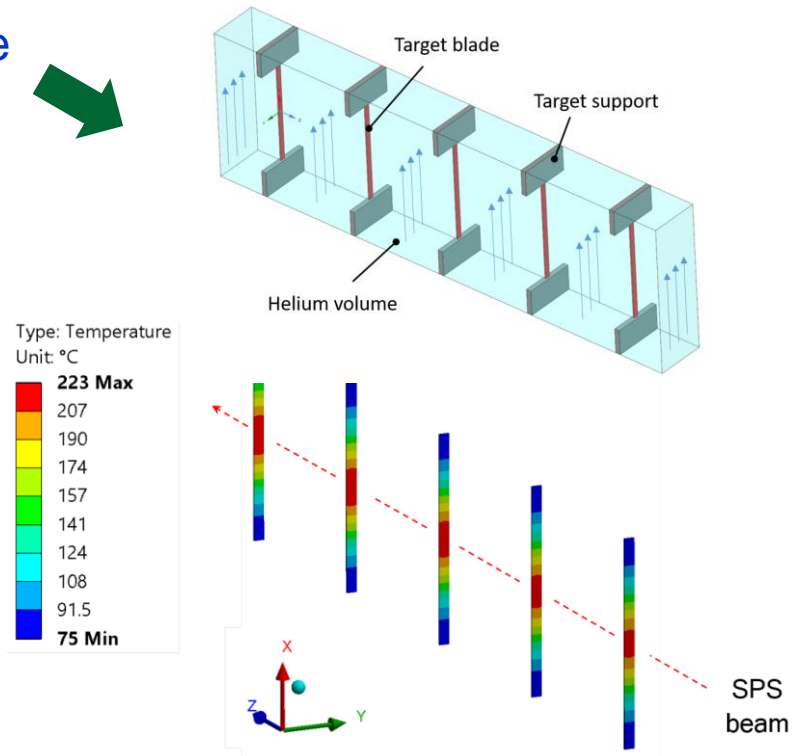 e
Target blade
Target support
Helium volume
Type: Temperature
Unit: °C
223 Max
207
190
174
157
141
124
108
91.5
75 Min
X
Z
Y
SPS
beam